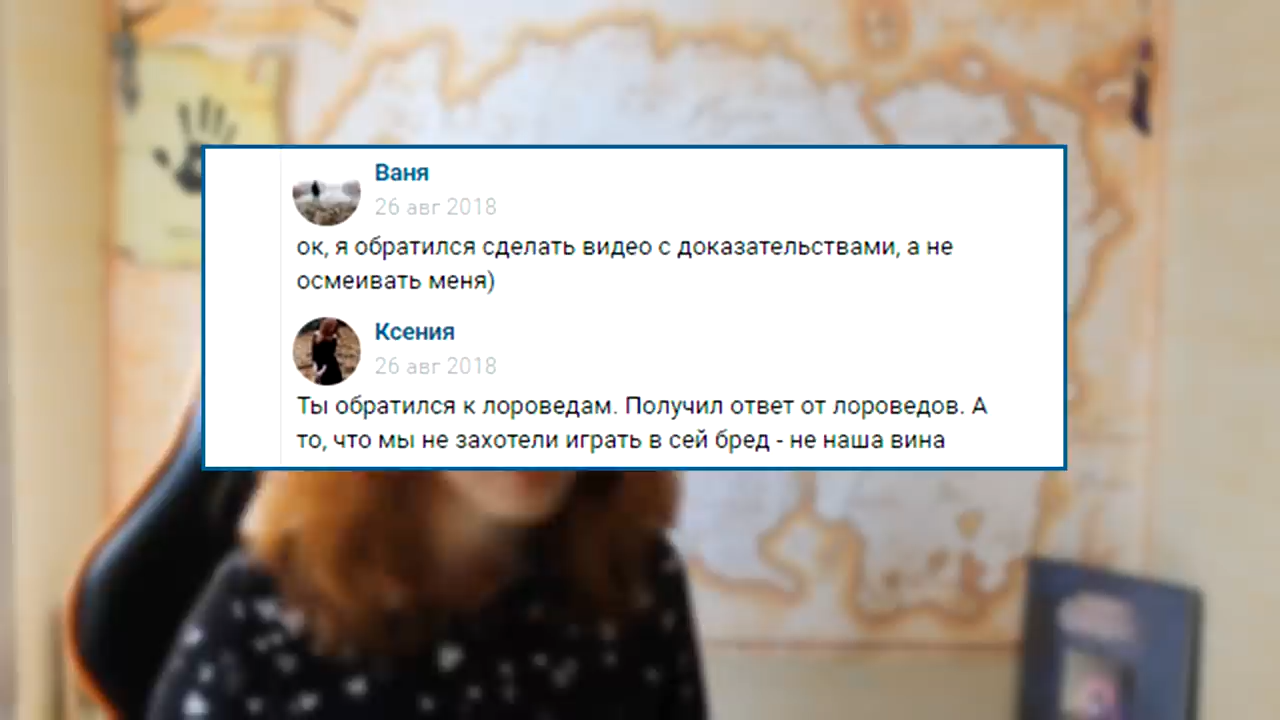 Ваня
26 авг 2018
ок, я обратился сделать видео с доказательствами, а не
осмеивать меня)
Ксения
26 авг 2018
Ты обратился к лороведам. Получил ответ от лороведов. А
то, что мы не захотели играть в сей бред - не наша вина